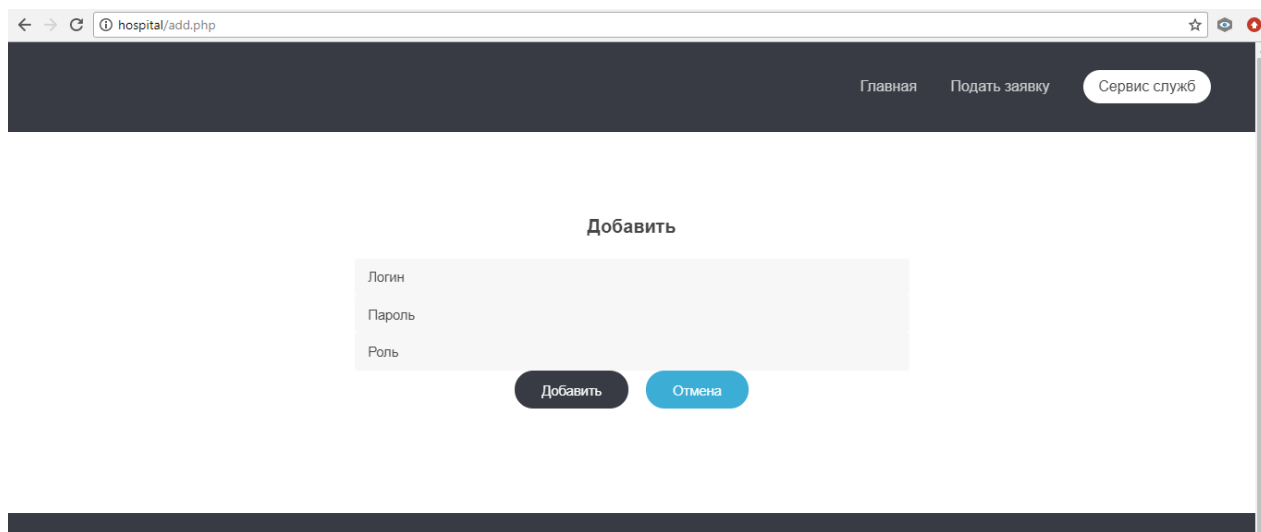 hospital/add.php
Главная Подать заявку Сервис служб
Добавить
Логин
Пароль
Роль
Добавить Отмена